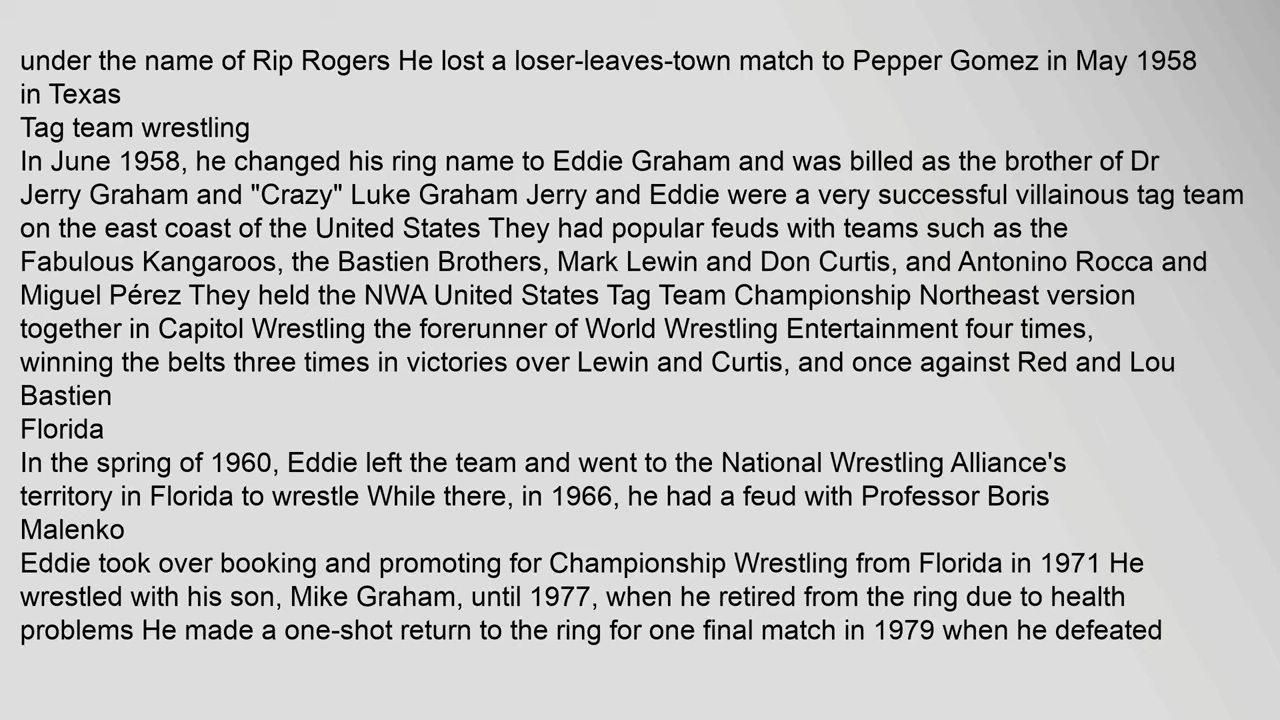 under the name of Rip Rogers He lost a loser-leaves-town match to Pepper Gomez in May 1958
in Texas
Tag team wrestling
In June 1958, he changed his ring name to Eddie Graham and was billed as the brother of Dr
Jerry Graham and "Crazy" Luke Graham Jerry and Eddie were a very successful villainous tag team
on the east coast of the United States They had popular feuds with teams such as the
Fabulous Kangaroos, the Bastien Brothers, Mark Lewin and Don Curtis, and Antonino Rocca and
Miguel Pérez They held the NWA United States Tag Team Championship Northeast version
together in Capitol Wrestling the forerunner of World Wrestling Entertainment four times,
winning the belts three times in victories over Lewin and Curtis, and once against Red and Lou
Bastien
Florida
In the spring of 1960, Eddie left the team and went to the National Wrestling Alliance's
territory in Florida to wrestle While there, in 1966, he had a feud with Professor Boris
Malenko
Eddie took over booking and promoting for Championship Wrestling from Florida in 1971 He
wrestled with his son, Mike Graham, until 1977, when he retired from the ring due to health
problems He made a one-shot return to the ring for one final match in 1979 when he defeated